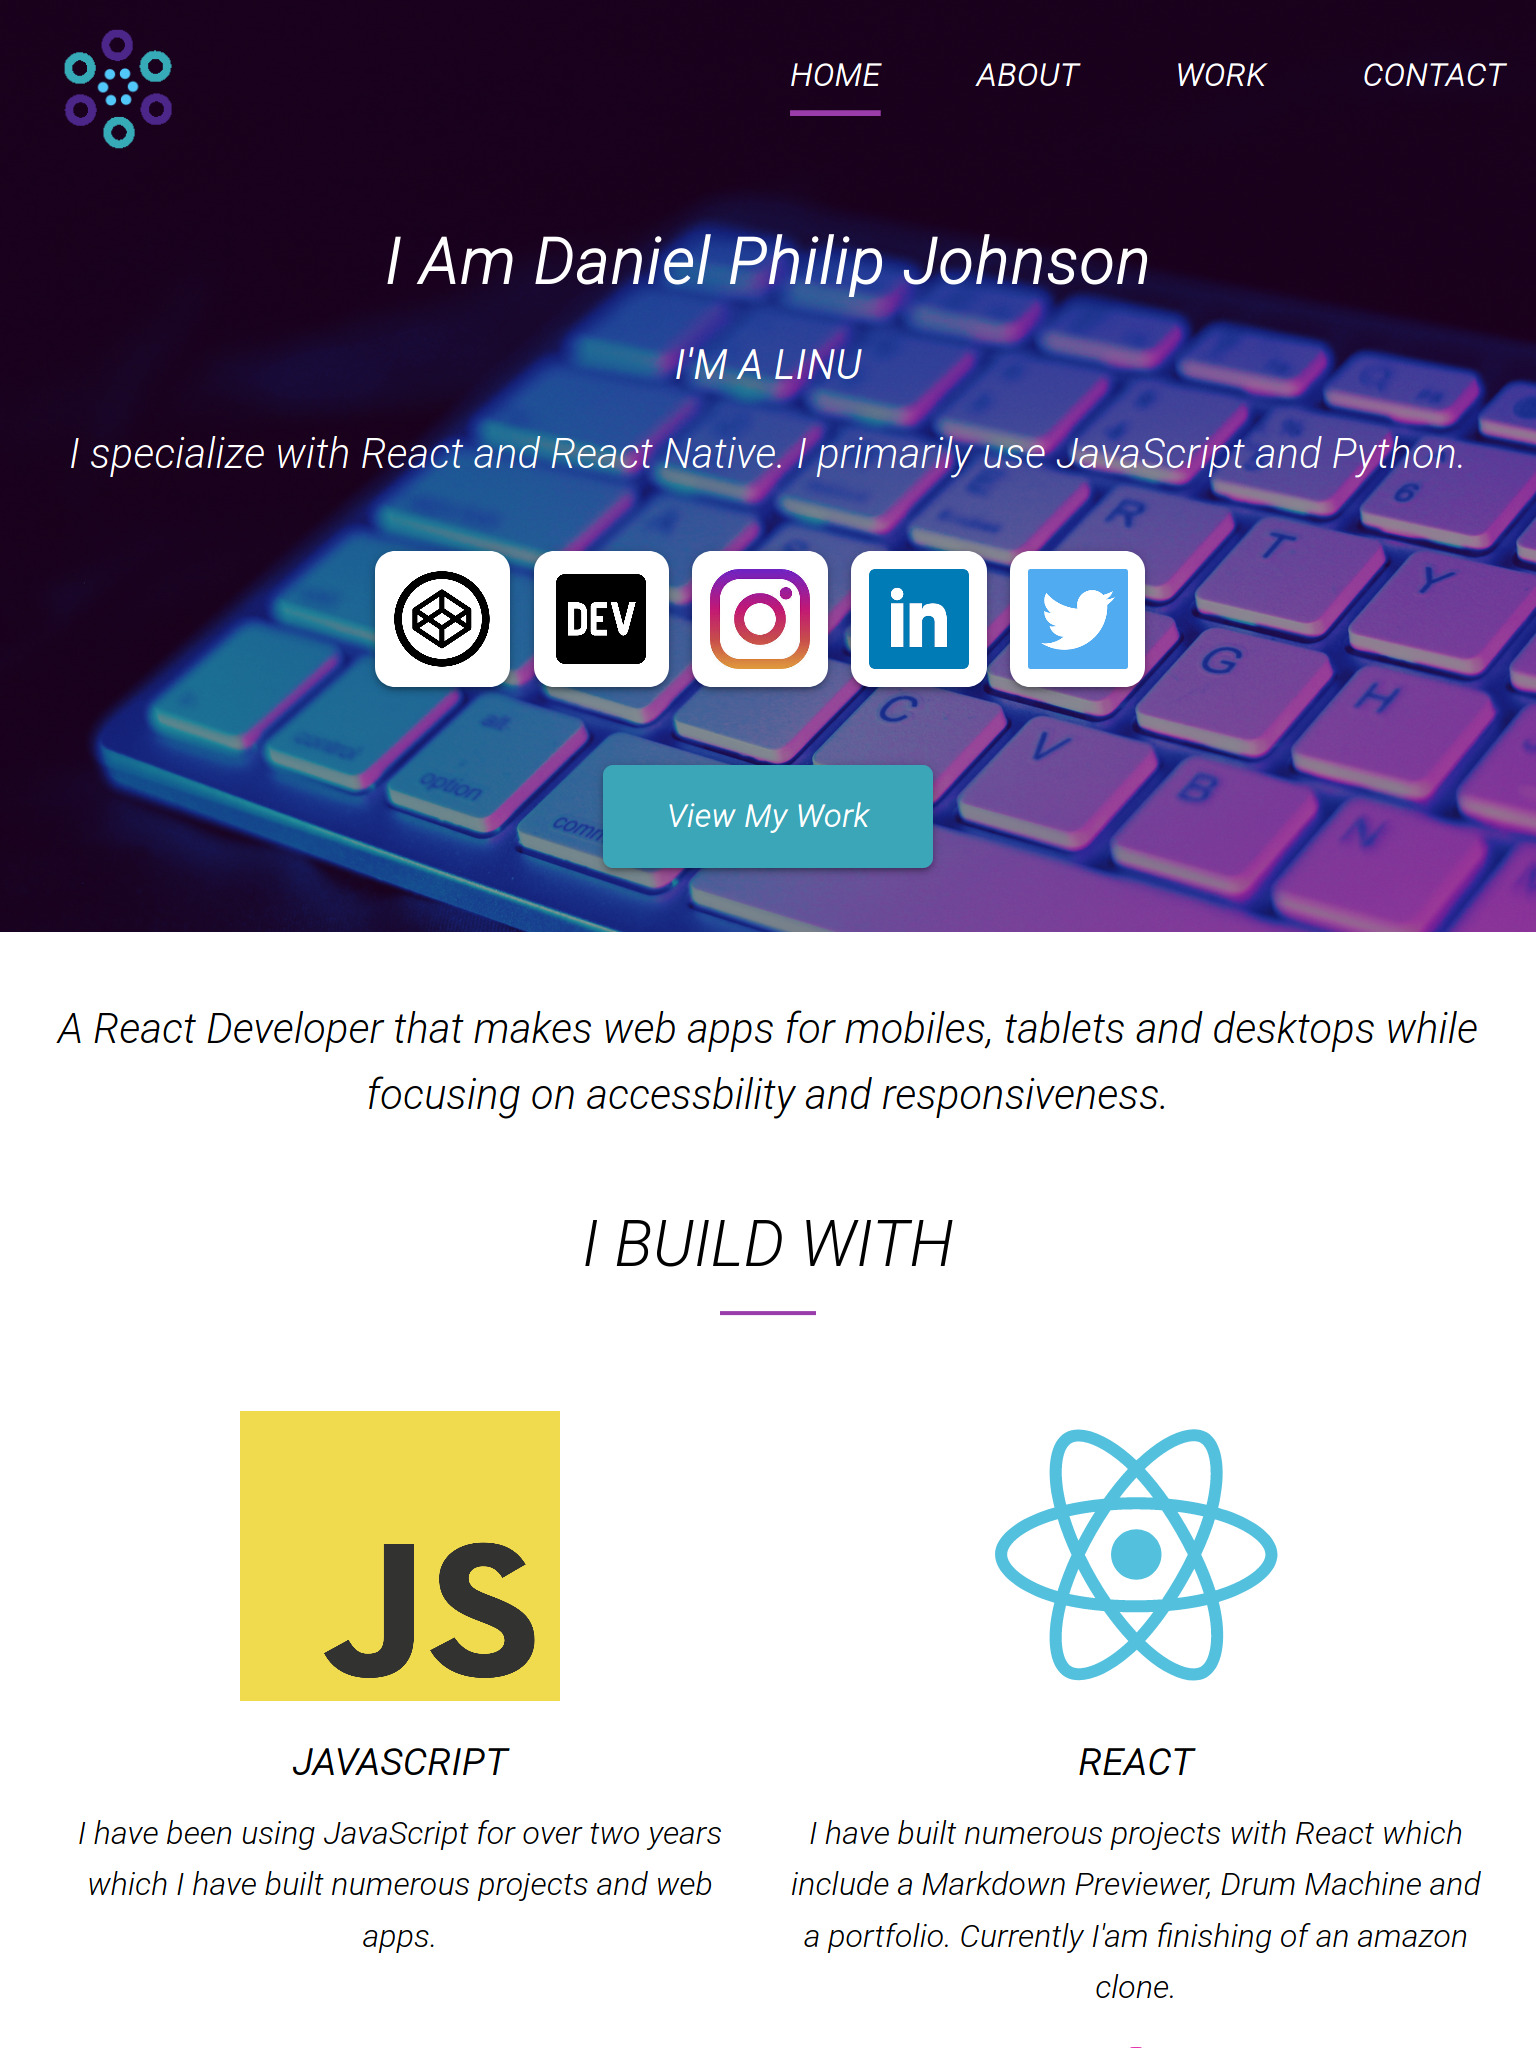 HOME ABOUT WORK CONTACT
I Am Daniel Philip Johnson
I'M A LINU
I specialize with React and React Native. I primarily use JavaScript and Python.
6
E R T Y
G H
C V B N
control alt
option
DEV in
View My Work
A React Developer that makes web apps for mobiles, tablets and desktops while
focusing on accessbility and responsiveness.
I BUILD WITH
JS
JAVASCRIPT
I have been using JavaScript for over two years
which I have built numerous projects and web
apps.
REACT
I have built numerous projects with React which
include a Markdown Previewer, Drum Machine and
a portfolio. Currently I'am finishing of an amazon
clone.